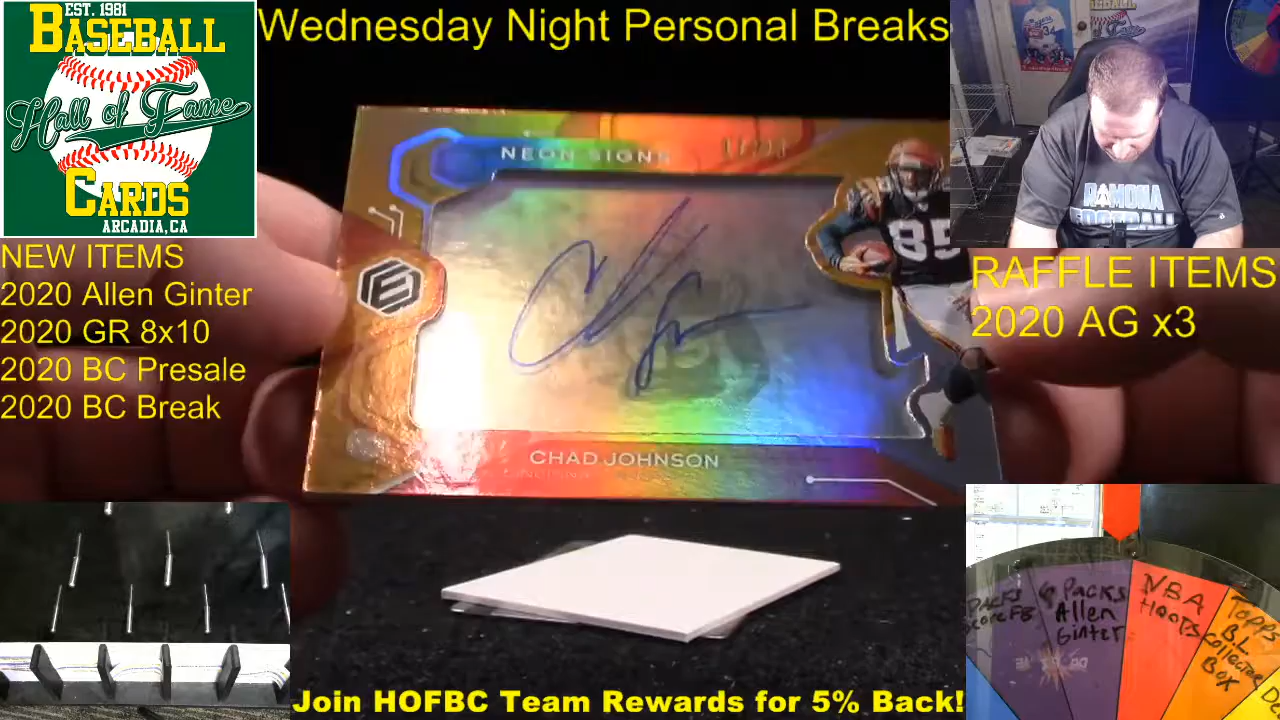 EST. 1981
BASEBALL
Hall of Fame
CARDS
ARCADIA, CA
Wednesday Night Personal Breaks
NEW ITEMS
2020 Allen Ginter
2020 GR 8x10
2020 BC Presale
2020 BC Break
NEON SIGNS
85
CHAD JOHNSON
34
RAMONA
FOOTBALL
RAFFLE ITEMS
2020 AG x3
PACKS
Allen
Ginter
NBA
HOOPS
TOPPS
B.L
COLLECTOR
BOX
Join HOFBC Team Rewards for 5% Back!